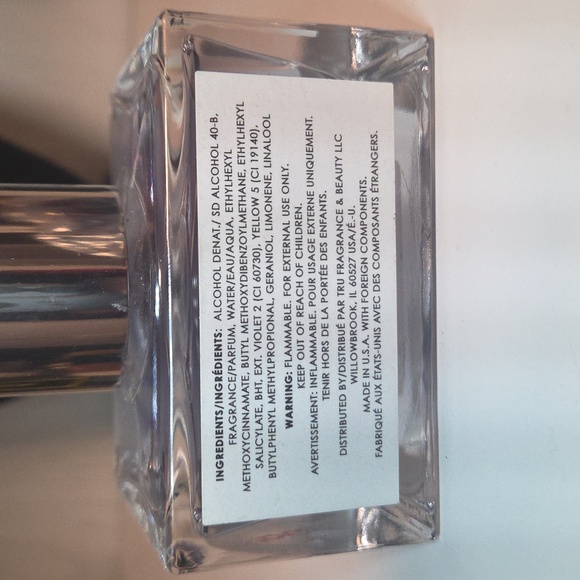 INGREDIENTS/INGRÉDIENTS: ALCOHOL DENAT./ SD ALCOHOL 40-B,
FRAGRANCE/PARFUM, WATER/EAU/AQUA, ETHYLHEXYL
METHOXYCINNAMATE, BUTYL METHOXYDIBENZOYLMETHANE, ETHYLHEXYL
SALICYLATE, BHT, EXT. VIOLET 2 (CI 60730), YELLOW 5 (CI 19140),
BUTYLPHENYL METHYLPROPIONAL, GERANIOL, LIMONENE, LINALOOL
WARNING: FLAMMABLE. FOR EXTERNAL USE ONLY.
KEEP OUT OF REACH OF CHILDREN.
AVERTISSEMENT: INFLAMMABLE. POUR USAGE EXTERNE UNIQUEMENT.
TENIR HORS DE LA PORTÉE DES ENFANTS.
DISTRIBUTED BY/DISTRIBUÉ PAR TRU FRAGRANCE & BEAUTY LLC
WILLOWBROOK, IL 60527 USA/É.-U.
MADE IN U.S.A. WITH FOREIGN COMPONENTS.
FABRIQUÉ AUX ÉTATS-UNIS AVEC DES COMPOSANTS ÉTRANGERS.